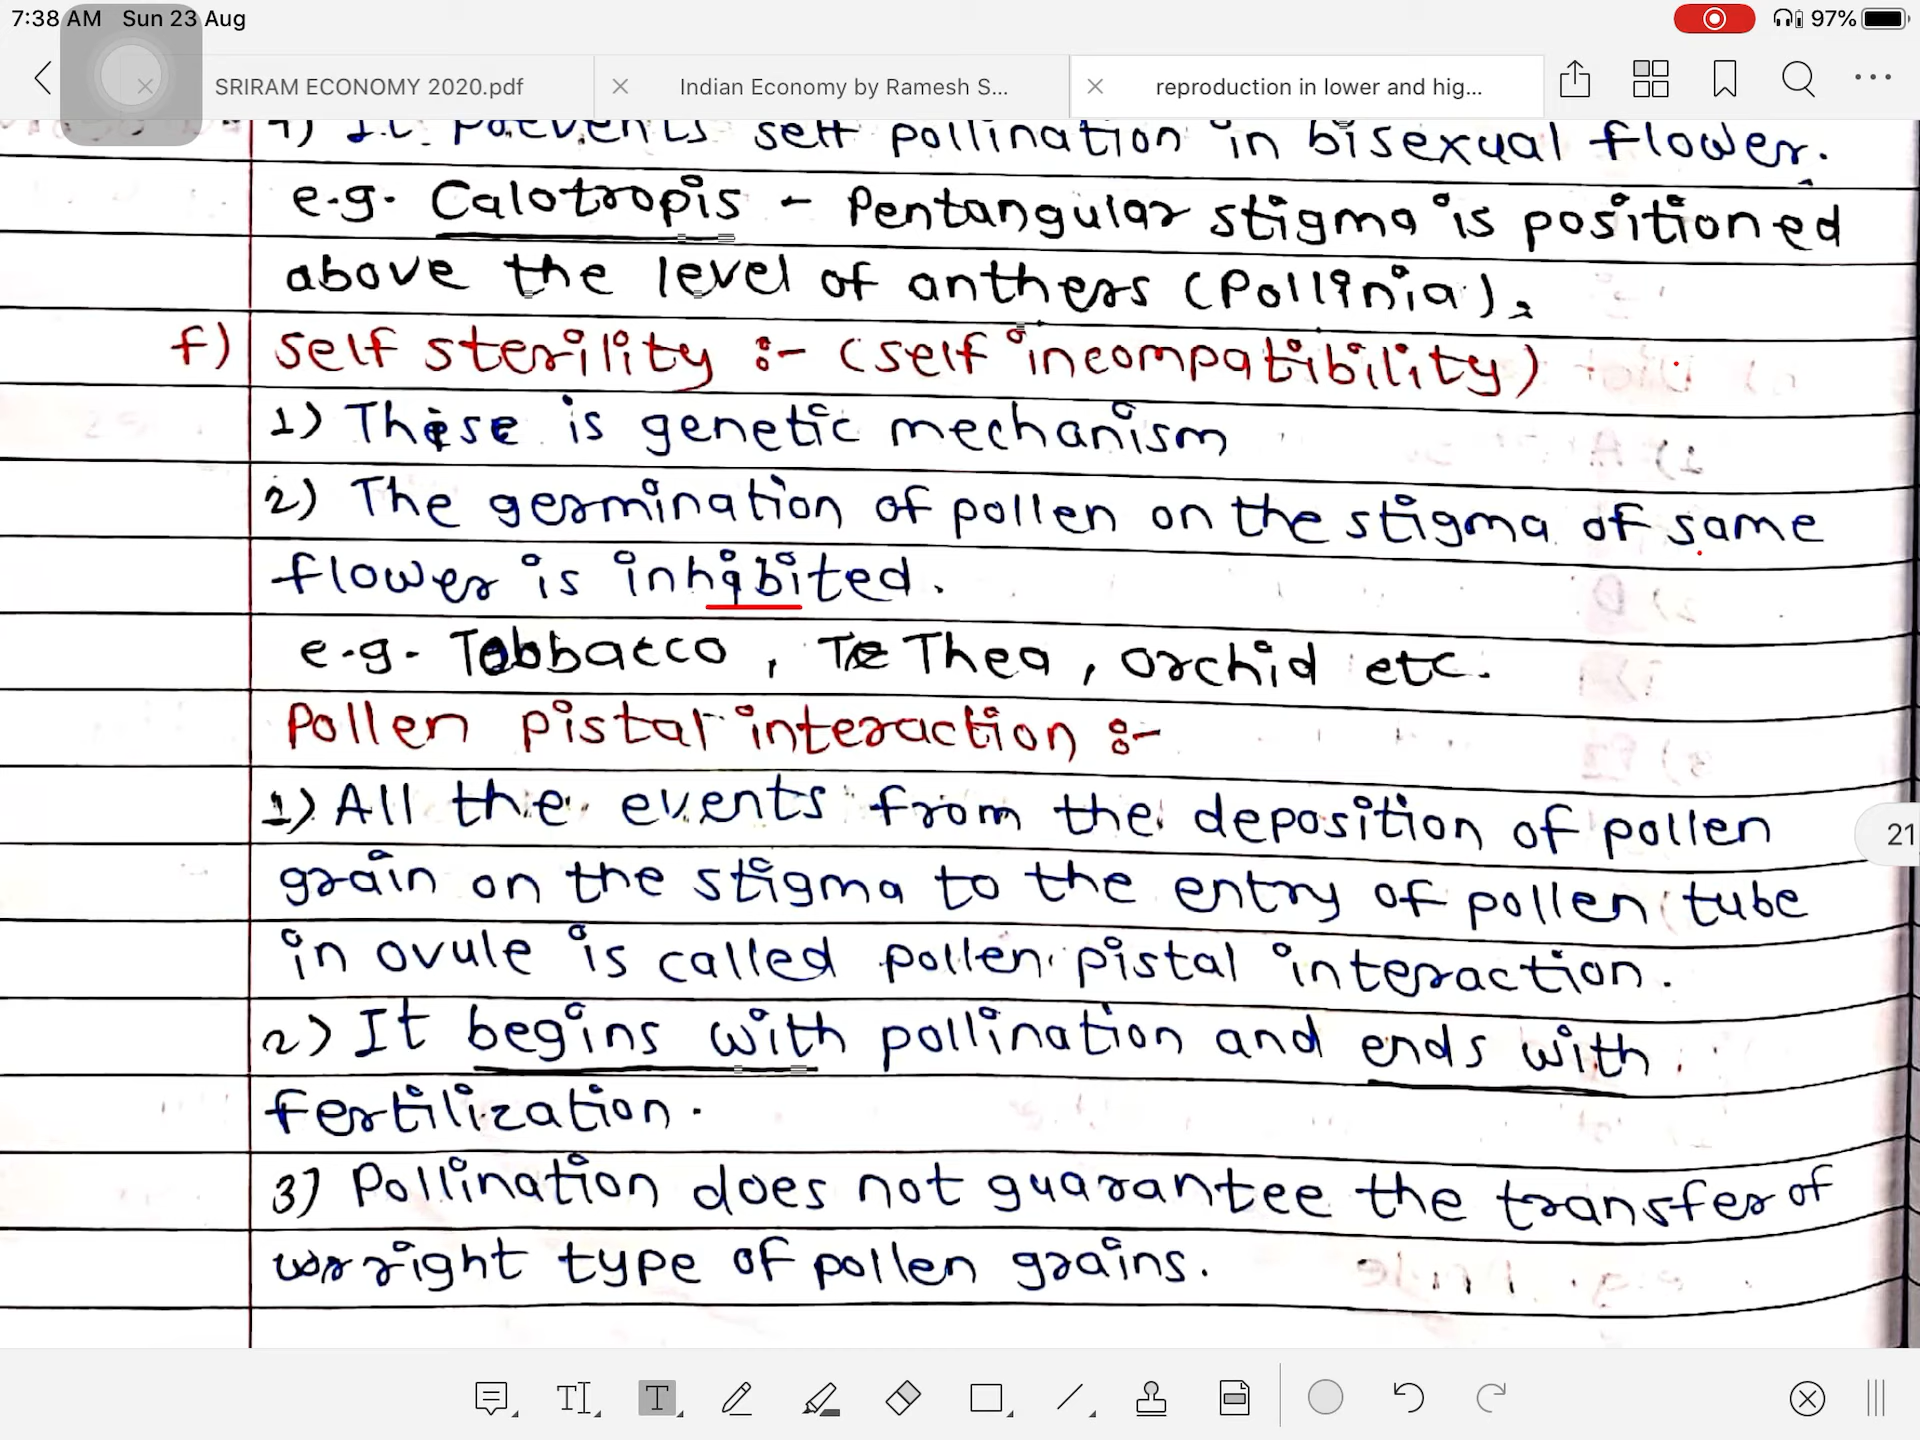 7:38 AM Sun 23 Aug
97%
SRIRAM ECONOMY 2020.pdf
Indian Economy by Ramesh S...
reproduction in lower and hig...
self pollination in bisexual flower.
e.g. Calotropis - Pentangular stigma is positioned
above the level of anthers (Pollinia).
f) Self sterility :- (self incompatibility)
1) These is genetic mechanism
2) The germination of pollen on the stigma of same
flower is inhibited.
e.g. Tobbacco, Thea, orchid etc.
Pollen pistal interaction :-
1) All the events from the deposition of pollen
grain on the stigma to the entry of pollen tube
in ovule is called pollen pistal interaction.
2) It begins with pollination and ends with
fertilization.
3) Pollination does not guarantee the transfer of
right type of pollen grains.
21